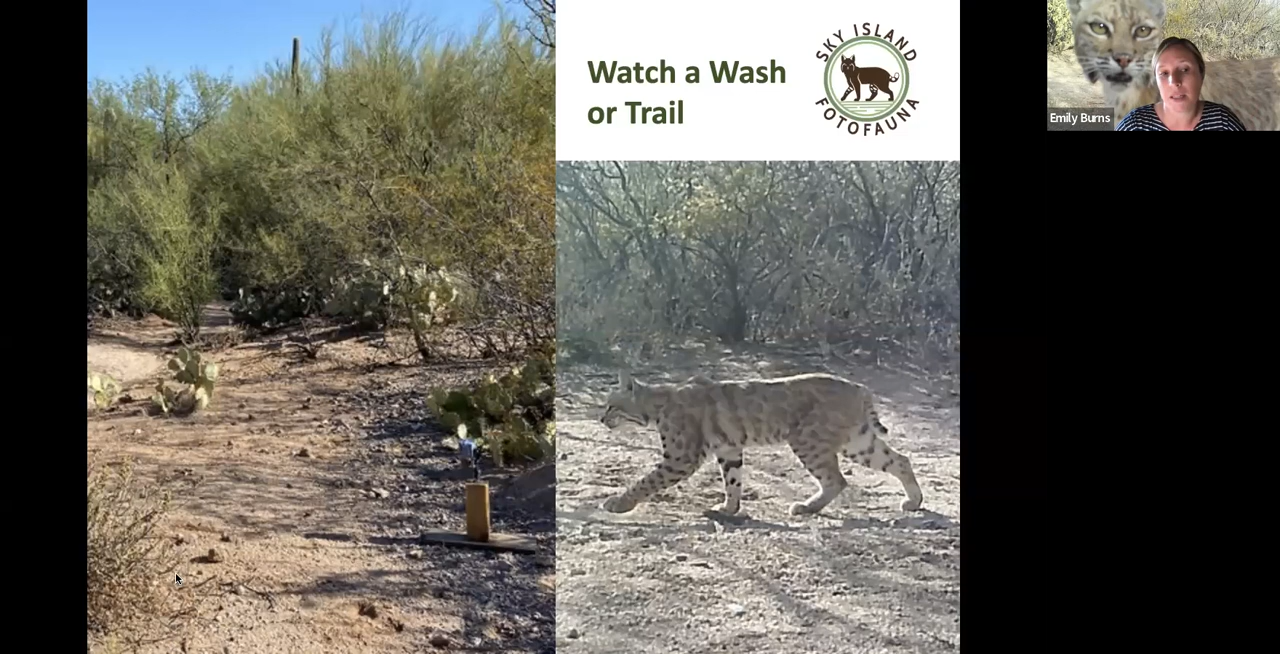 Watch a Wash
or Trail
SKY ISLAND
FOTOFAUNA
Emily Burns